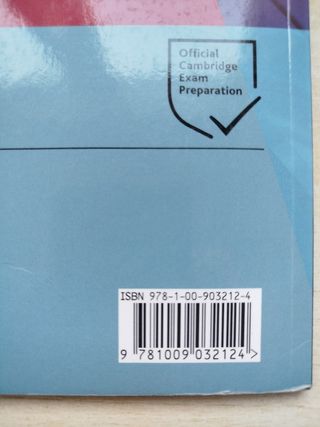 Official
Cambridge
Exam
Preparation
ISBN 978-1-00-903212-4
9 781009 032124 >